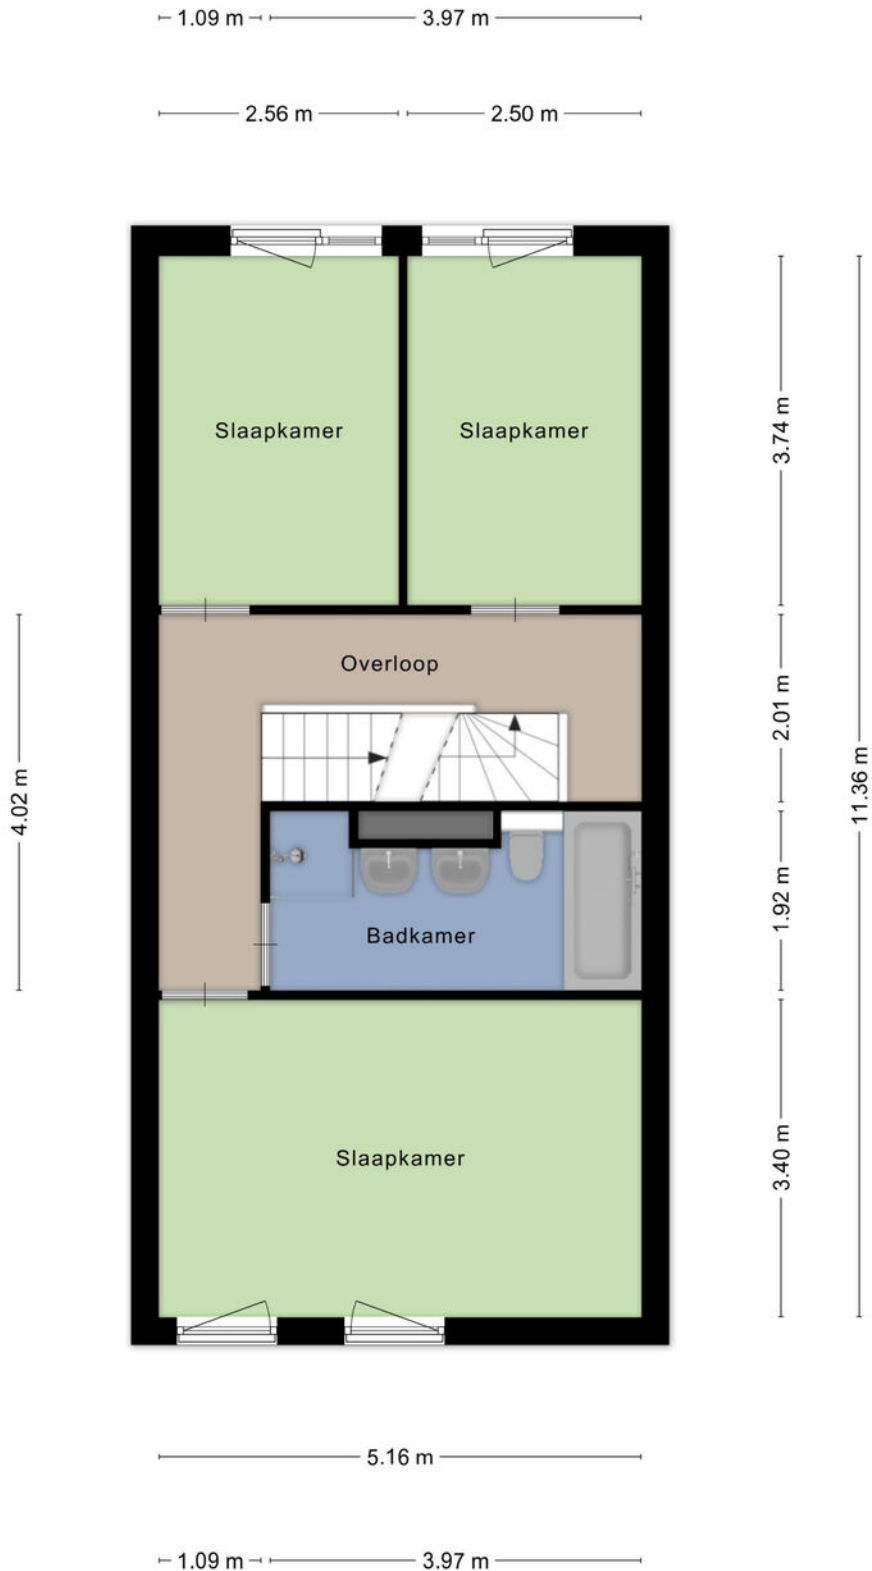 1.09 m 3.97 m
2.56 m 2.50 m
Slaapkamer Slaapkamer
3.74 m
Overloop
2.01 m
4.02 m
11.36 m
1.92 m
Badkamer
3.40 m
Slaapkamer
5.16 m
1.09 m 3.97 m